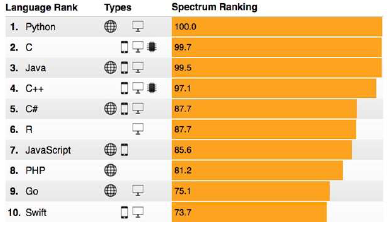 Language Rank Types Spectrum Ranking
1. Python 100.0
2. C 99.7
3. Java 99.5
4. C++ 97.1
5. C# 87.7
6. R 87.7
7. JavaScript 85.6
8. PHP 81.2
9. Go 75.1
10. Swift 73.7